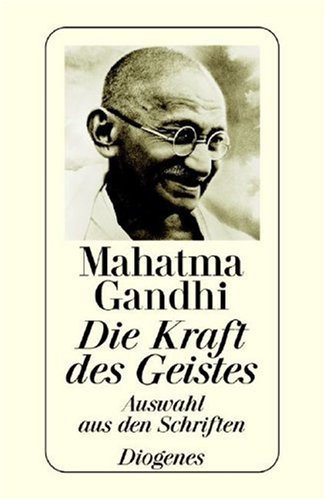 Mahatma
Gandhi
Die Kraft
des Geistes
Auswahl
aus den Schriften
Diogenes